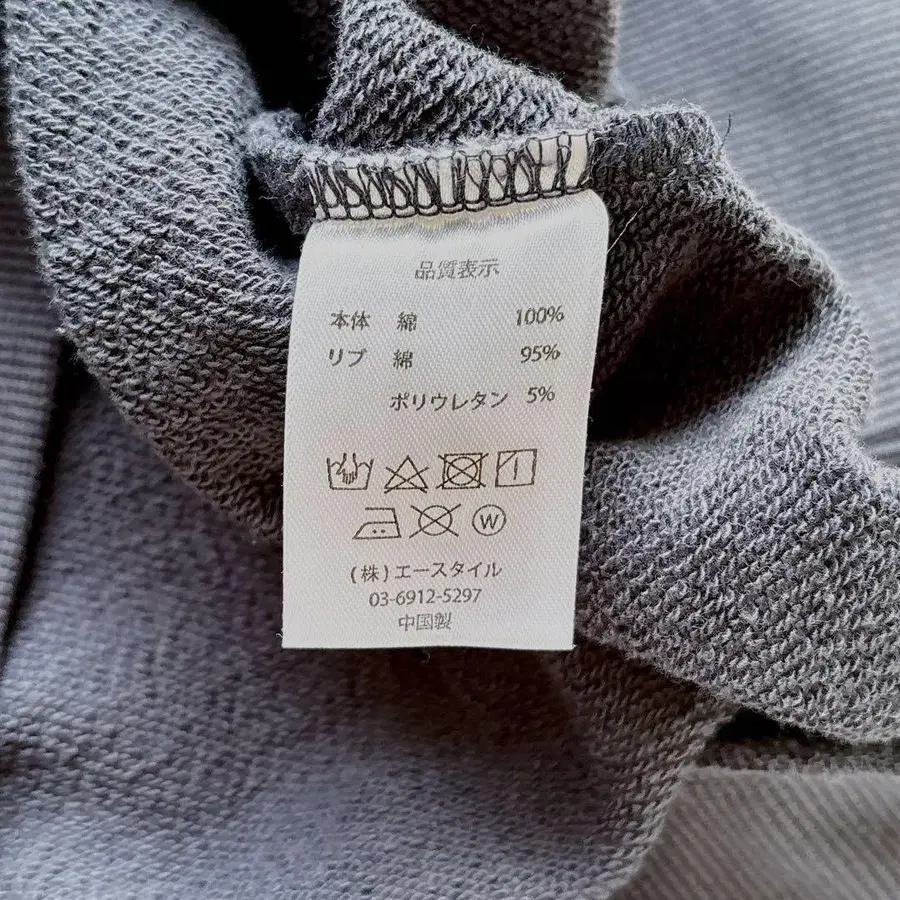 品質表示
本体 綿 100%
リブ 綿 95%
ポリウレタン 5%
W
(株)エースタイル
03-6912-5297
中国製